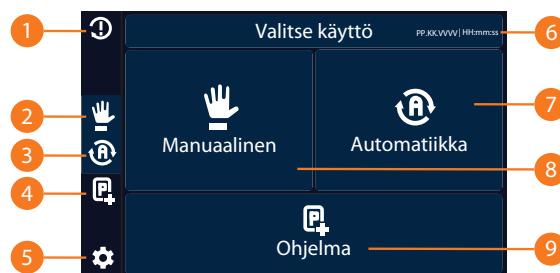 1
Valitse käyttö PP.KK.VVVV| HH:mm:ss
6
2
A
7
Manuaalinen
Automatiikka
3
A
8
4
P
P
5
Ohjelma
9